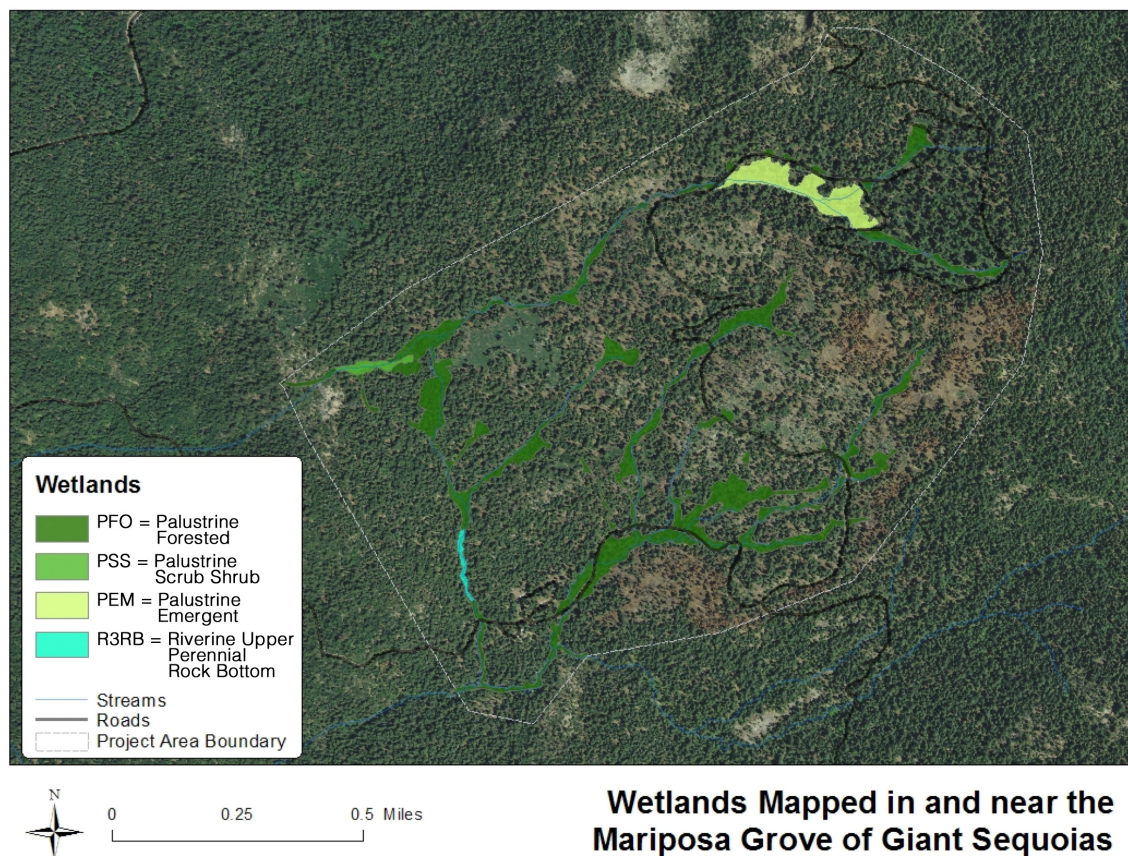 Wetlands
PFO = Palustrine
Forested
PSS = Palustrine
Scrub Shrub
PEM = Palustrine
Emergent
R3RB = Riverine Upper
Perennial
Rock Bottom
Streams
Roads
Project Area Boundary
N
0 0.25 0.5 Miles
Wetlands Mapped in and near the
Mariposa Grove of Giant Sequoias